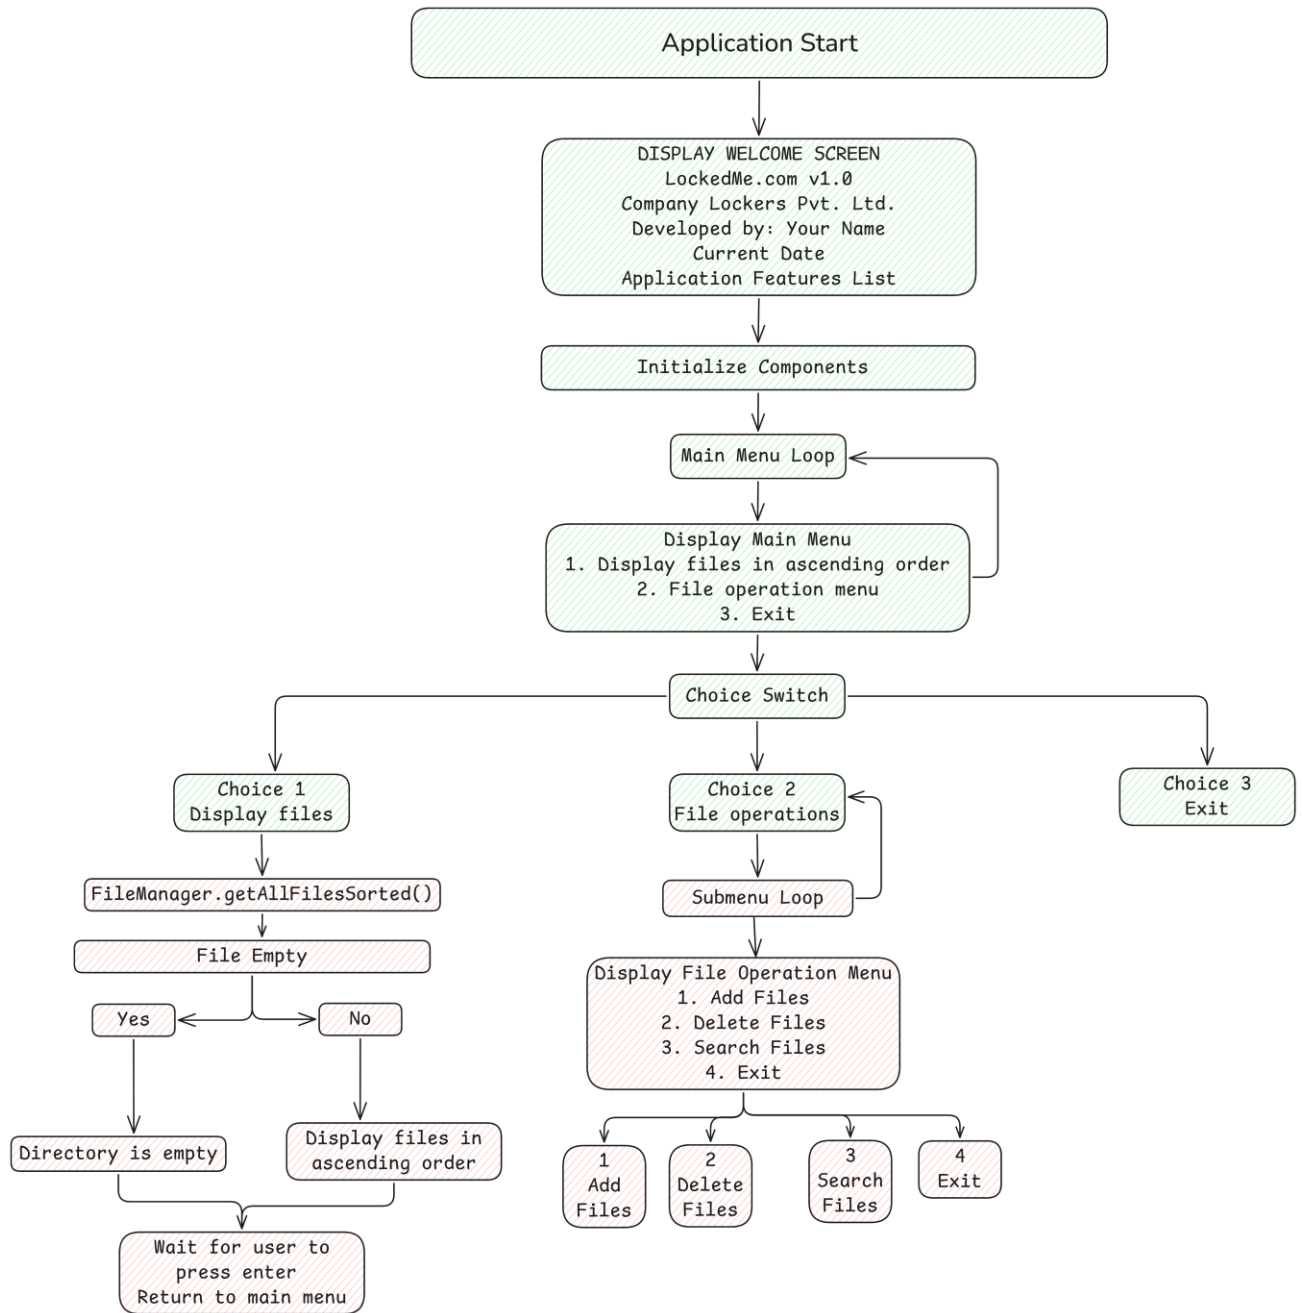 Application Start
DISPLAY WELCOME SCREEN
LockedMe.com v1.0
Company Lockers Pvt. Ltd.
Developed by: Your Name
Current Date
Application Features List
Initialize Components
Main Menu Loop
Display Main Menu
1. Display files in ascending order
2. File operation menu
3. Exit
Choice Switch
Choice 1
Display files
Choice 2
File operations
Choice 3
Exit
FileManager.getAllFilesSorted()
Submenu Loop
File Empty
Yes
No
Display File Operation Menu
1. Add Files
2. Delete Files
3. Search Files
4. Exit
Directory is empty
Display files in
ascending order
1
Add
Files
2
Delete
Files
3
Search
Files
4
Exit
Wait for user to
press enter
Return to main menu